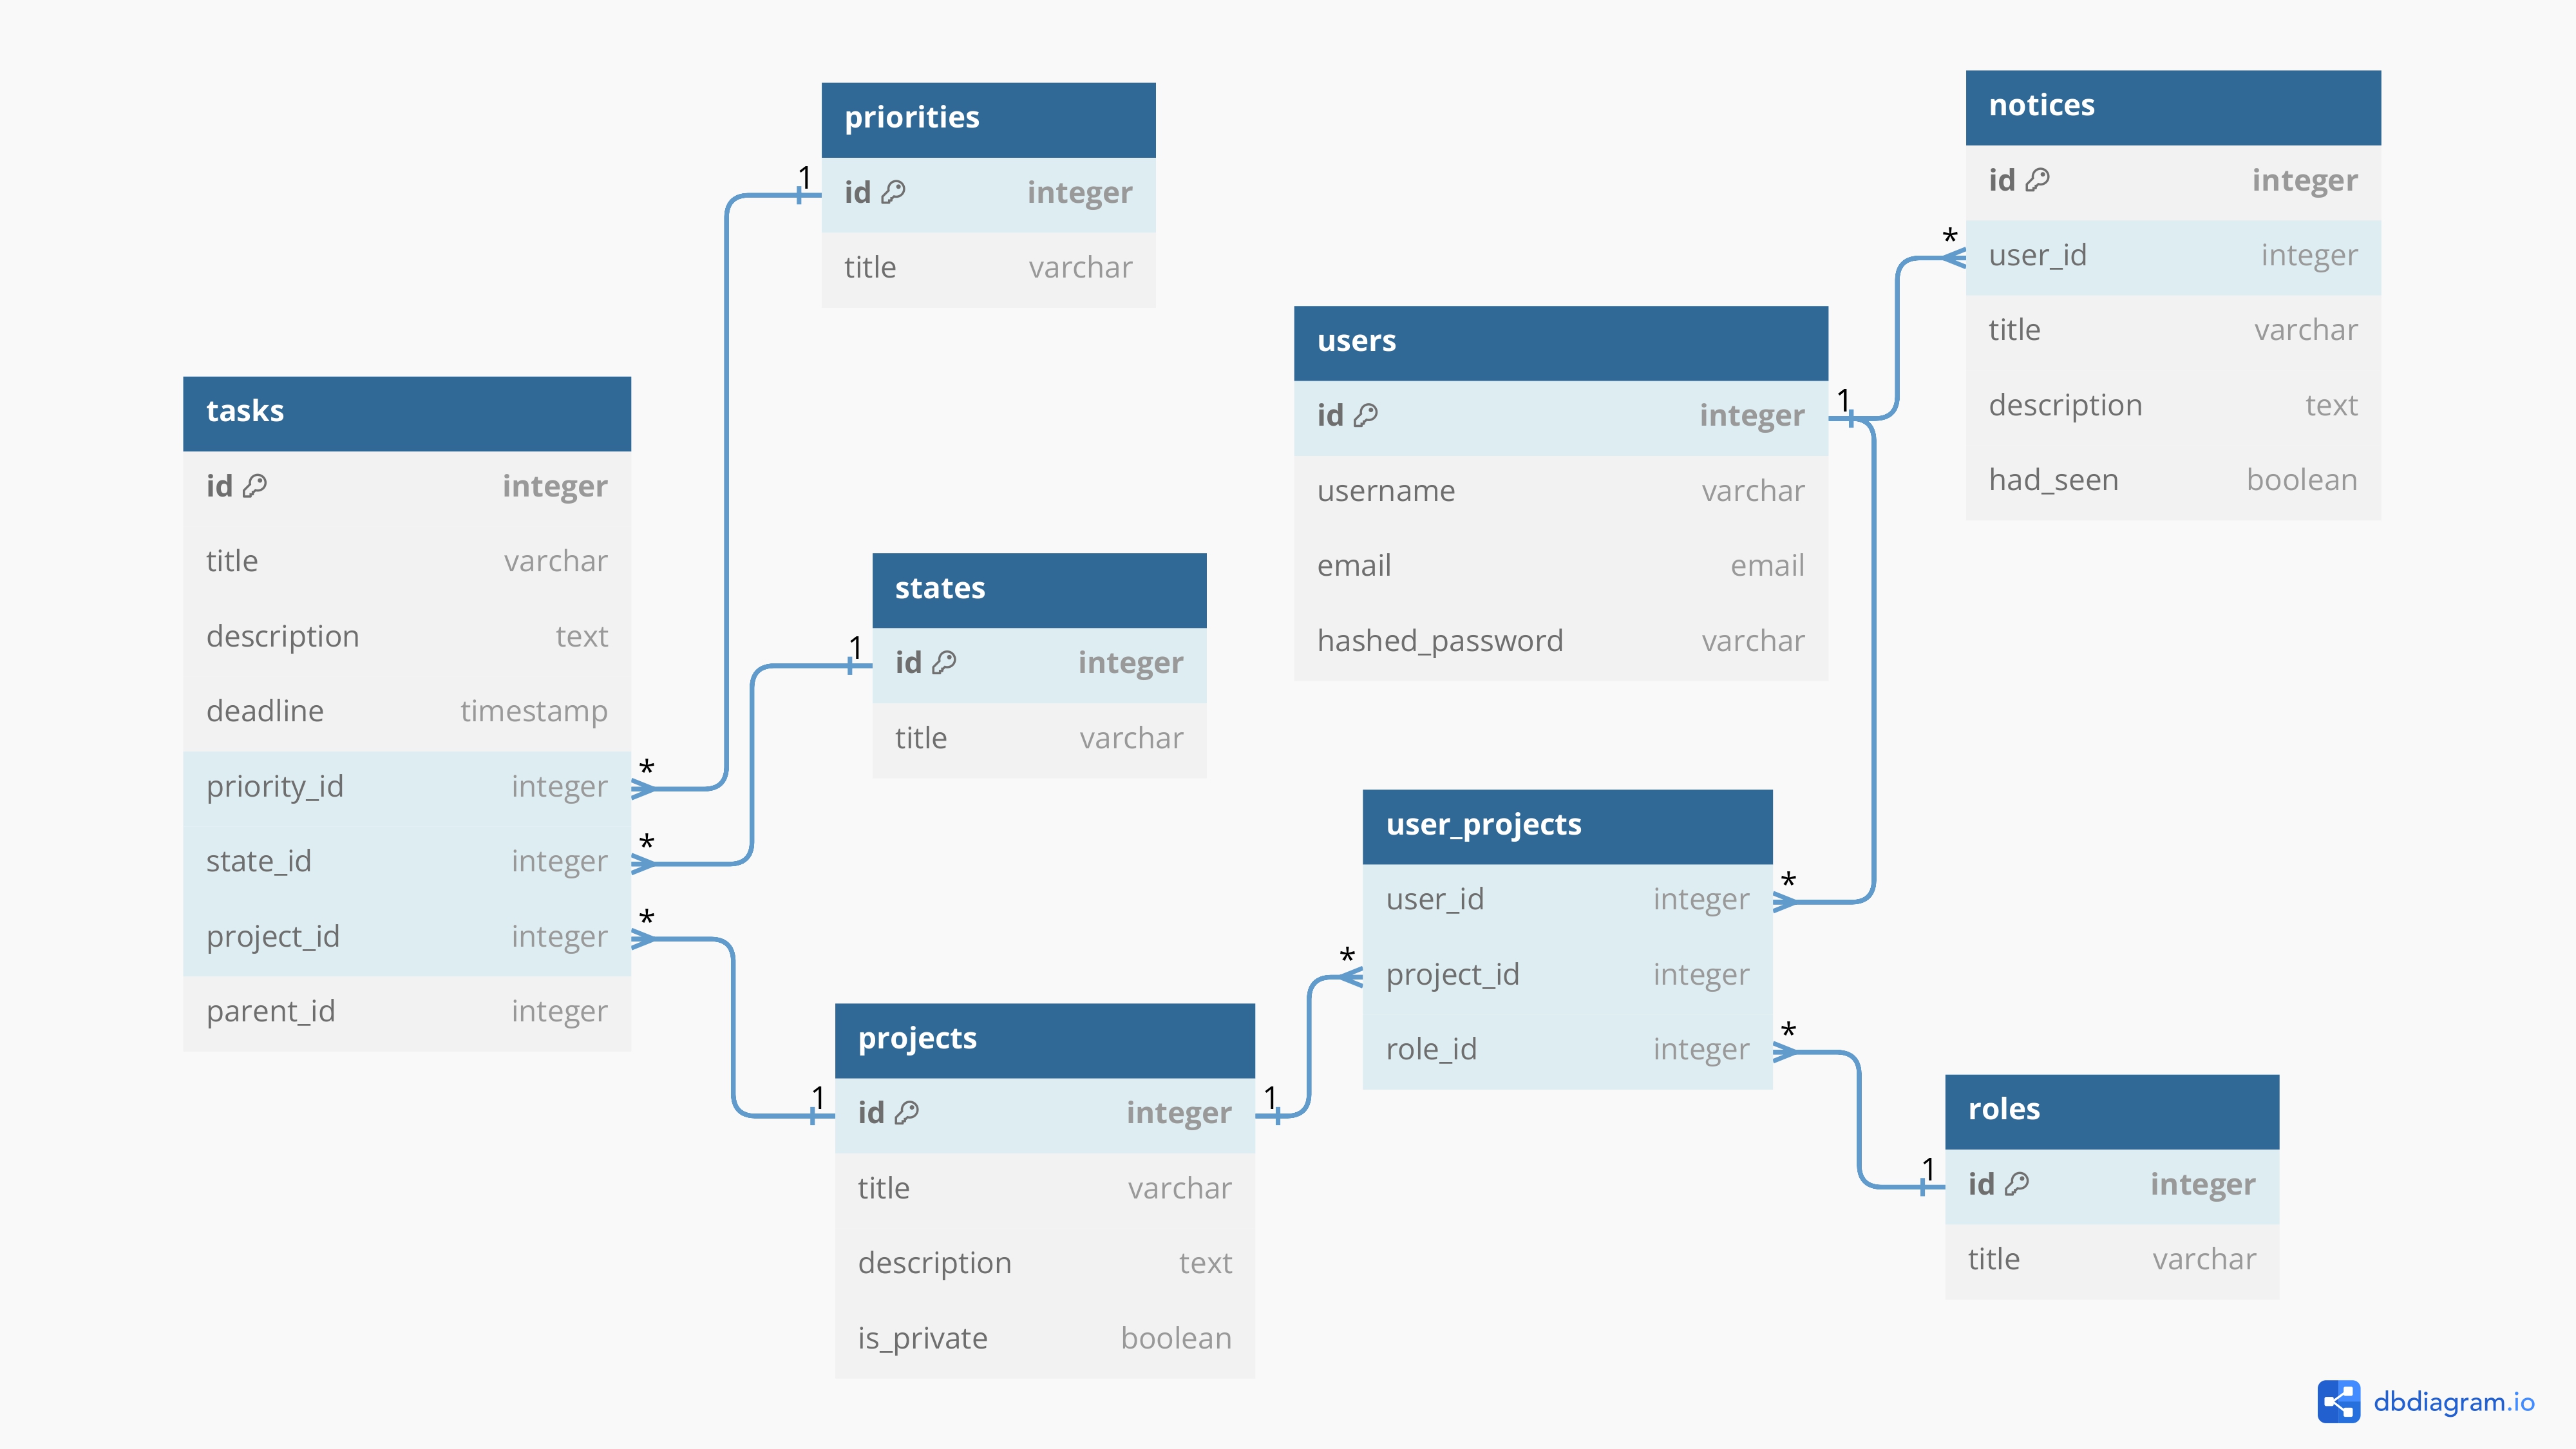 priorities
1
id integer
title varchar
notices
id integer
* user_id integer
title varchar
description text
had_seen boolean
users
id integer 1
username varchar
email email
hashed_password varchar
tasks
id integer
title varchar
description text
deadline timestamp
priority_id integer *
state_id integer *
project_id integer *
parent_id integer
states
1
id integer
title varchar
user_projects
user_id integer *
* project_id integer
role_id integer *
projects
1 id integer 1
title varchar
description text
is_private boolean
roles
1
id integer
title varchar
dbdiagram.io